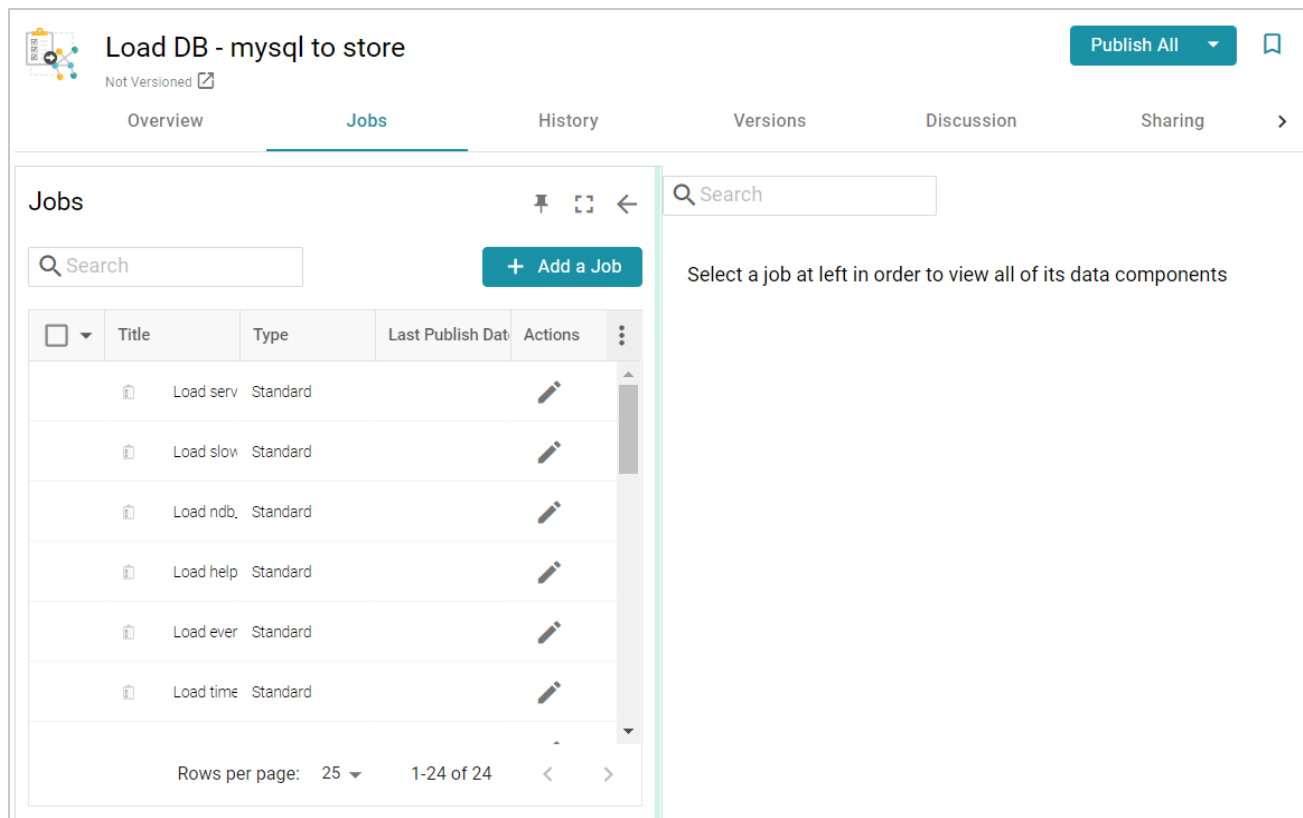 Load DB - mysql to store
Publish All
Not Versioned
Overview Jobs History Versions Discussion Sharing
Jobs
Search
Add a Job
Title Type Last Publish Dat Actions
Load serv Standard
Load slow Standard
Load ndb_ Standard
Load help Standard
Load ever Standard
Load time Standard
Rows per page: 25 1-24 of 24
Search
Select a job at left in order to view all of its data components